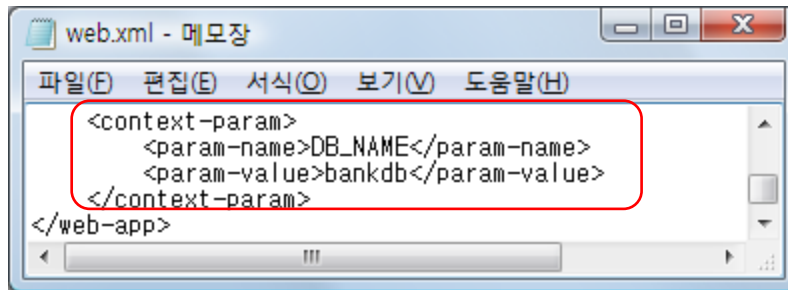 web.xml - 메모장
파일(F) 편집(E) 서식(O) 보기(V) 도움말(H)
<context-param>
<param-name>DB_NAME</param-name>
<param-value>bankdb</param-value>
</context-param>
</web-app>